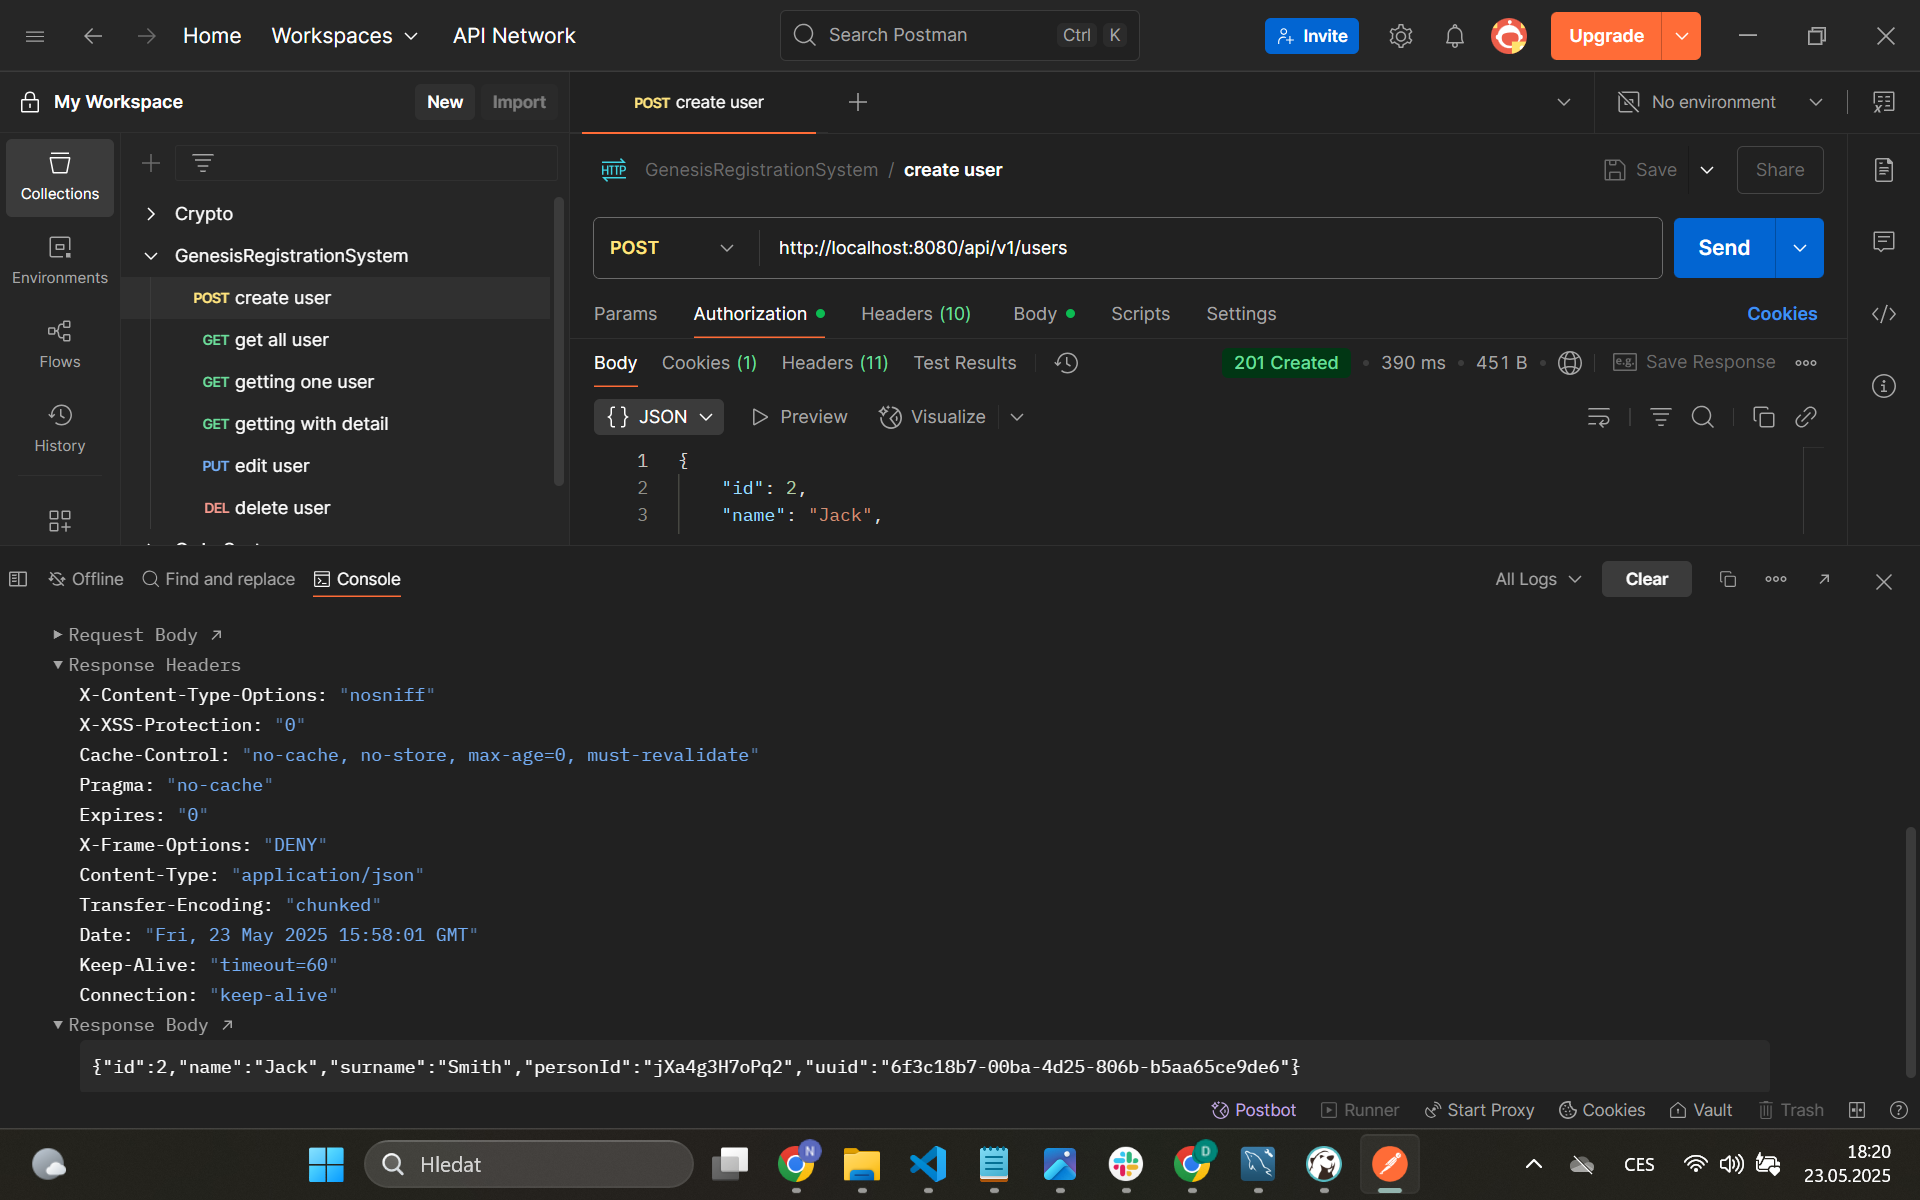 Home
Workspaces
API Network
Search Postman
Ctrl K
Invite
Upgrade
My Workspace
New
Import
POST create user
No environment
Collections
Environments
Flows
History
Crypto
GenesisRegistrationSystem
POST create user
GET get all user
GET getting one user
GET getting with detail
PUT edit user
DEL delete user
HTTP
GenesisRegistrationSystem / create user
Save
Share
POST
http://localhost:8080/api/v1/users
Send
Params
Authorization
Headers (10)
Body
Scripts
Settings
Cookies
Body
Cookies (1)
Headers (11)
Test Results
201 Created
390 ms
451 B
e.g.
Save Response
{} JSON
Preview
Visualize
1 {
2 "id": 2,
3 "name": "Jack",
Offline
Find and replace
Console
All Logs
Clear
Request Body
Response Headers
X-Content-Type-Options: "nosniff"
X-XSS-Protection: "0"
Cache-Control: "no-cache, no-store, max-age=0, must-revalidate"
Pragma: "no-cache"
Expires: "0"
X-Frame-Options: "DENY"
Content-Type: "application/json"
Transfer-Encoding: "chunked"
Date: "Fri, 23 May 2025 15:58:01 GMT"
Keep-Alive: "timeout=60"
Connection: "keep-alive"
Response Body
{"id":2,"name":"Jack","surname":"Smith","personId":"jXa4g3H7oPq2","uuid":"6f3c18b7-00ba-4d25-806b-b5aa65ce9de6"}
Postbot
Runner
Start Proxy
Cookies
Vault
Trash
Hledat
N
D
CES
18:20
23.05.2025